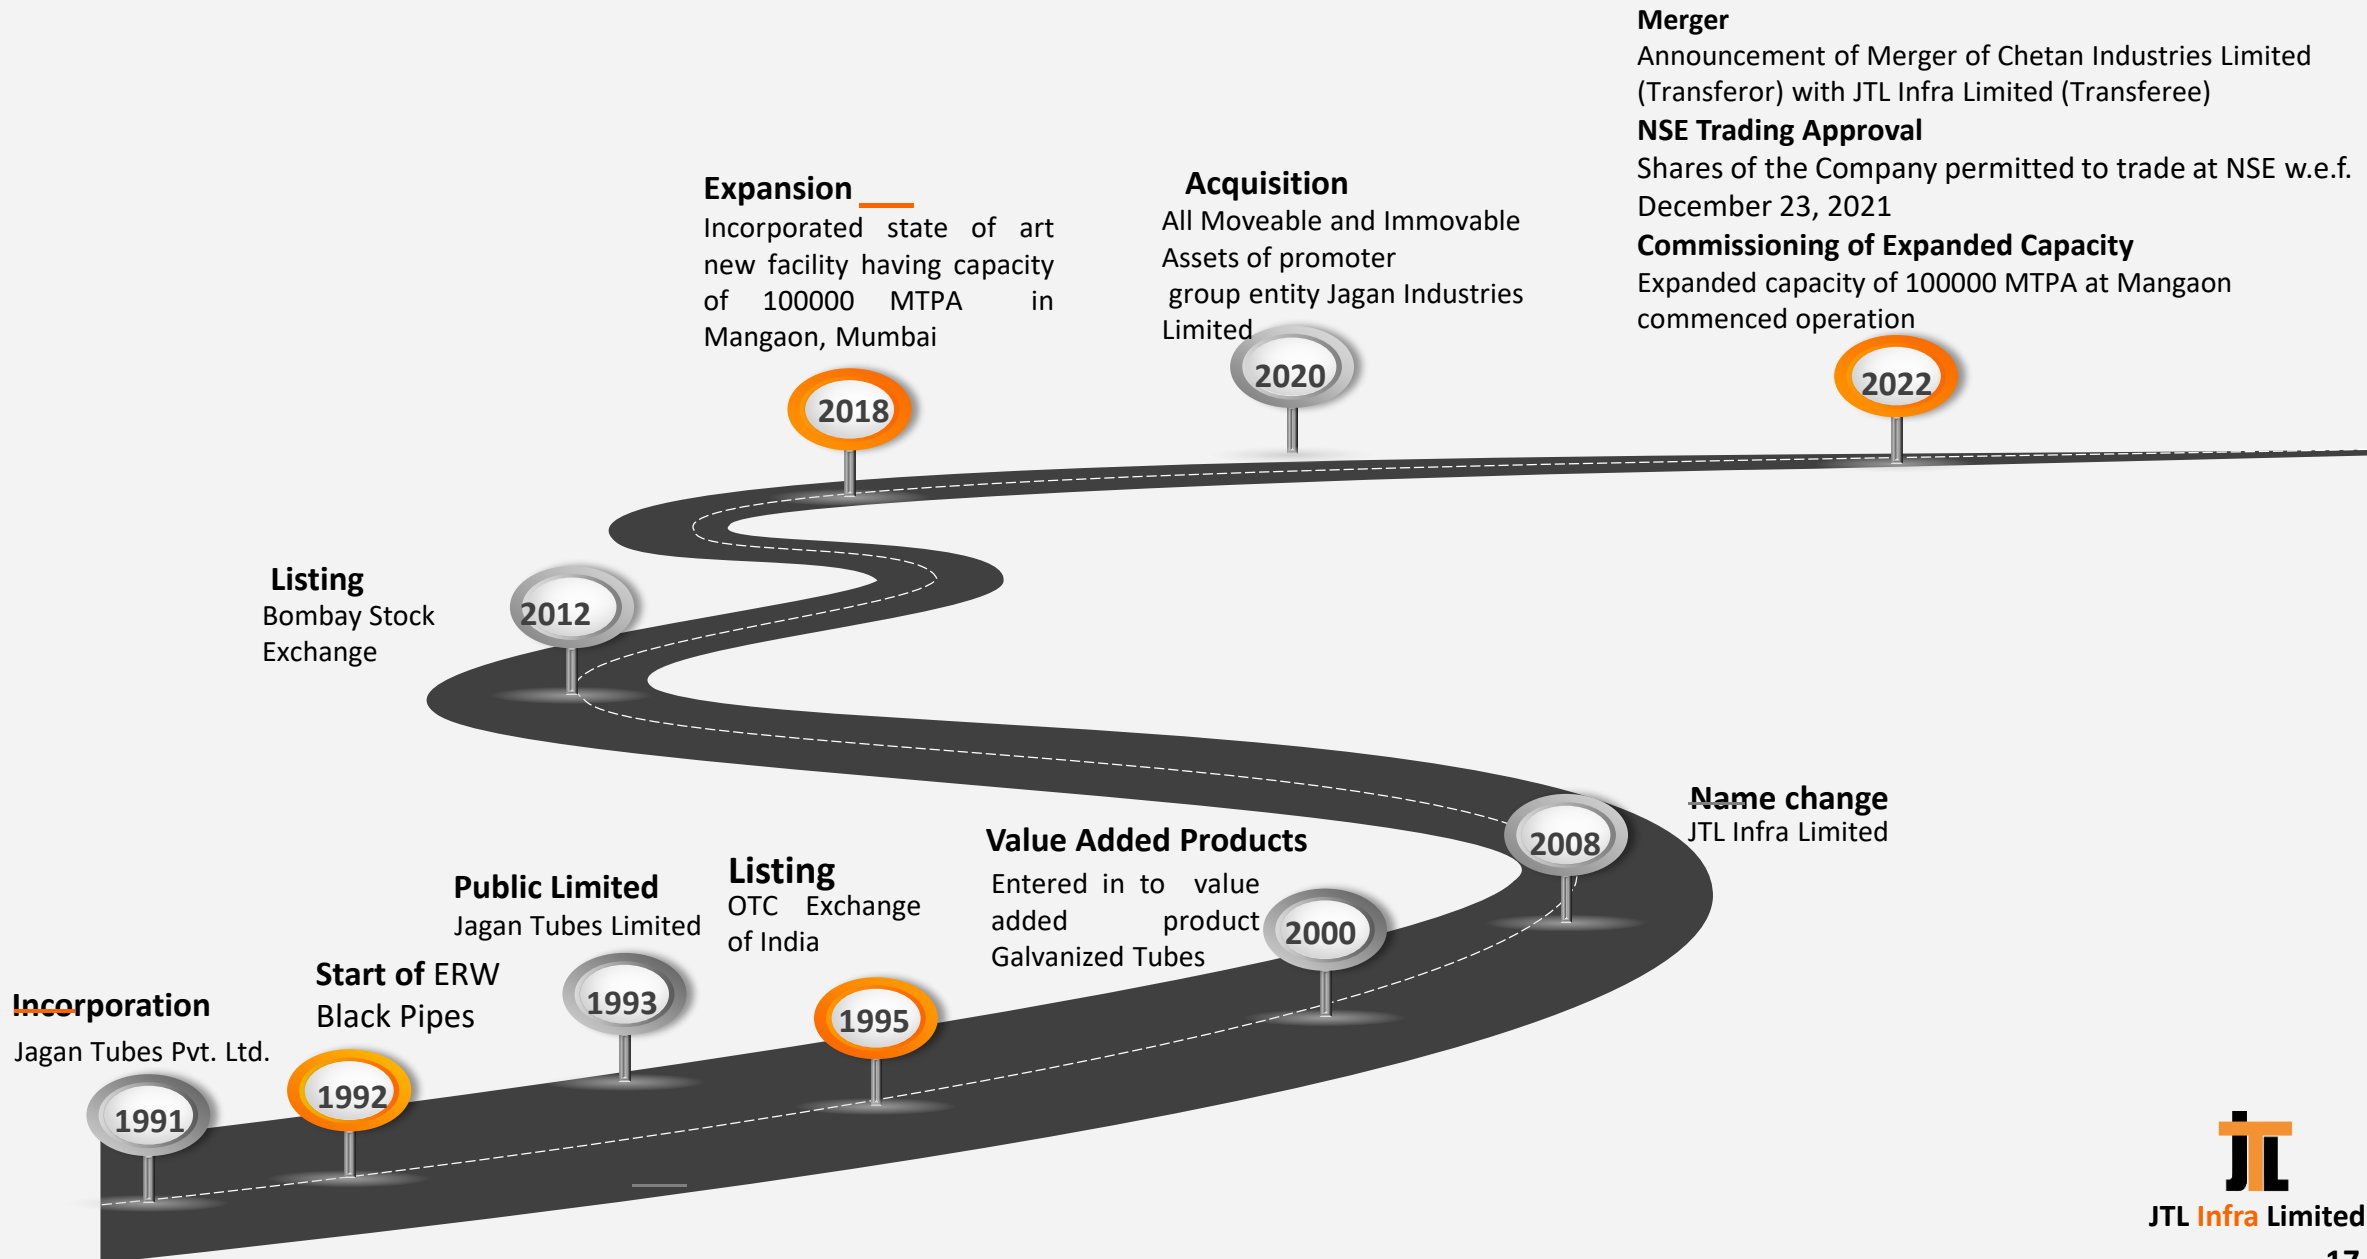 Merger
Announcement of Merger of Chetan Industries Limited
(Transferor) with JTL Infra Limited (Transferee)
NSE Trading Approval
Shares of the Company permitted to trade at NSE w.e.f.
December 23, 2021
Commissioning of Expanded Capacity
Expanded capacity of 100000 MTPA at Mangaon
commenced operation
2022
Acquisition
All Moveable and Immovable
Assets of promoter
group entity Jagan Industries
Limited
2020
Expansion
Incorporated state of art
new facility having capacity
of 100000 MTPA in
Mangaon, Mumbai
2018
Listing
Bombay Stock
Exchange
2012
Name change
JTL Infra Limited
2008
Value Added Products
Entered in to value
added product
Galvanized Tubes
2000
Listing
OTC Exchange
of India
1995
Public Limited
Jagan Tubes Limited
1993
Start of ERW
Black Pipes
1992
Incorporation
Jagan Tubes Pvt. Ltd.
1991
JTL
JTL Infra Limited
17